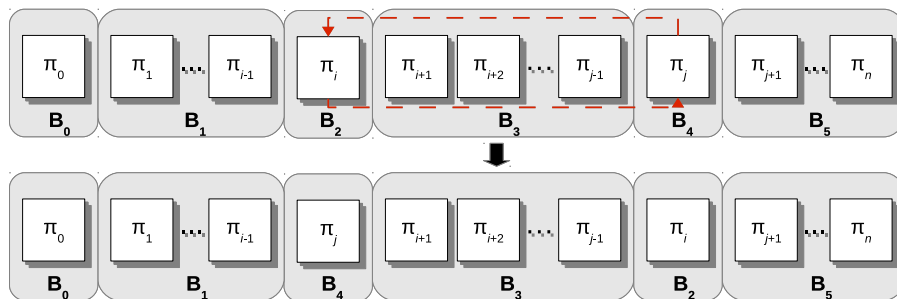 π₀ π₁ ... πᵢ₋₁ πᵢ πᵢ₊₁ πᵢ₊₂ ... πⱼ₋₁ πⱼ πⱼ₊₁ ... πₙ
B₀ B₁ B₂ B₃ B₄ B₅
π₀ π₁ ... πᵢ₋₁ πⱼ πᵢ₊₁ πᵢ₊₂ ... πⱼ₋₁ πᵢ πⱼ₊₁ ... πₙ
B₀ B₁ B₄ B₃ B₂ B₅